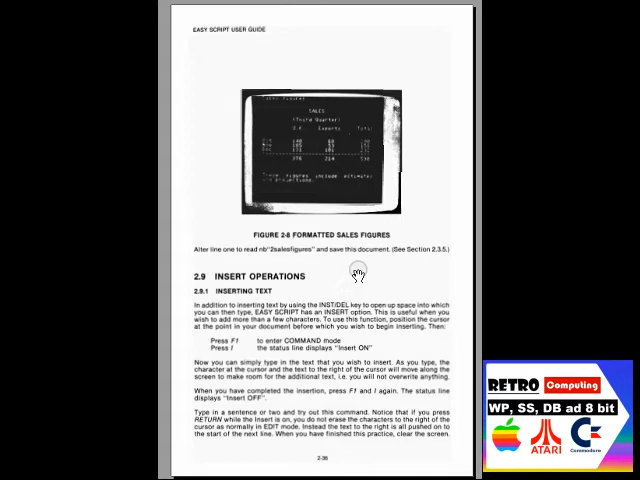 EASY SCRIPT USER GUIDE
SALES
(Third Quarter)
U.K. Exports Total
376 214
These figures include estimates
FIGURE 2-8 FORMATTED SALES FIGURES
Alter line one to read nb"2salesfigures" and save this document. (See Section 2.3.5.)
2.9 INSERT OPERATIONS
2.9.1 INSERTING TEXT
In addition to inserting text by using the INST/DEL key to open up space into which
you can then type, EASY SCRIPT has an INSERT option. This is useful when you
wish to add more than a few characters. To use this function, position the cursor
at the point in your document before which you wish to begin inserting. Then:
Press F1 to enter COMMAND mode
Press I the status line displays "Insert ON"
Now you can simply type in the text that you wish to insert. As you type, the
character at the cursor and the text to the right of the cursor will move along the
screen to make room for the additional text, i.e. you will not overwrite anything.
When you have completed the insertion, press F1 and I again. The status line
displays "Insert OFF".
Type in a sentence or two and try out this command. Notice that if you press
RETURN while the Insert is on, you do not erase the characters to the right of the
cursor as normally in EDIT mode. Instead the text to the right is all pushed on to
the start of the next line. When you have finished this practice, clear the screen.
2-36
RETRO Computing
WP, SS, DB ad 8 bit
ATARI
Commodore